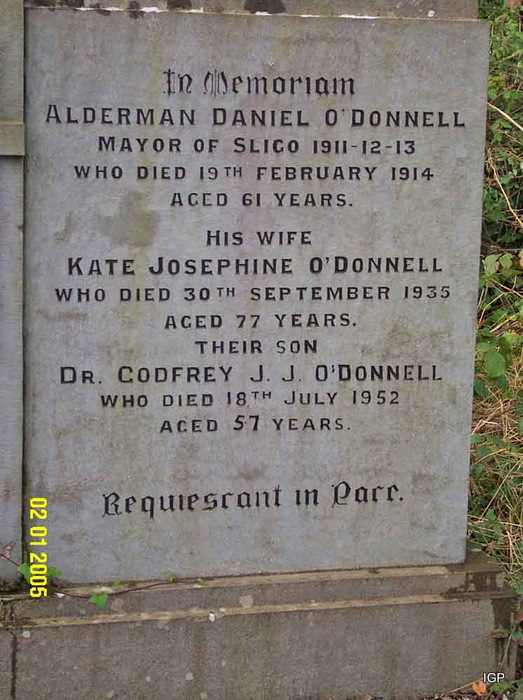 In Memoriam
ALDERMAN DANIEL O'DONNELL
MAYOR OF SLIGO 1911-12-13
WHO DIED 19TH FEBRUARY 1914
AGED 61 YEARS.
HIS WIFE
KATE JOSEPHINE O'DONNELL
WHO DIED 30TH SEPTEMBER 1935
AGED 77 YEARS.
THEIR SON
DR. GODFREY J. J. O'DONNELL
WHO DIED 18TH JULY 1952
AGED 57 YEARS.
Requiescant in Pace.
02 01 2005
IGP